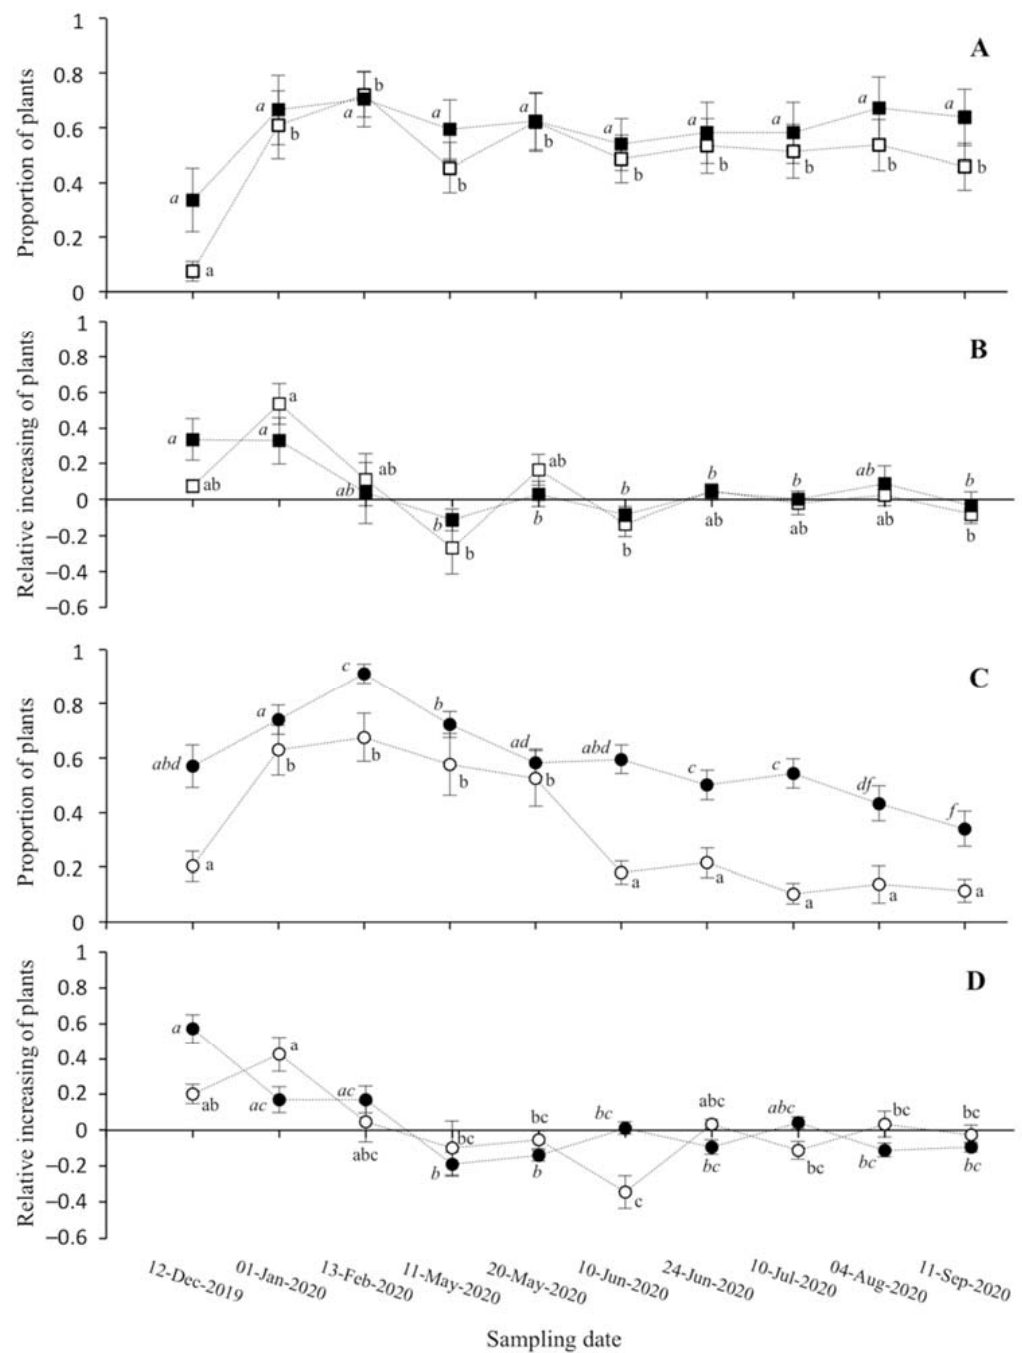 1
A
0.8
0.6
0.4
0.2
0
Proportion of plants
a
a
a
b
b
a
a
b
a
b
a
b
a
b
a
b
a
b
a
b
1
B
0.8
0.6
0.4
0.2
0
−0.2
−0.4
−0.6
Relative increasing of plants
a
ab
a
a
ab
ab
b
b
ab
b
b
b
b
ab
b
ab
ab
ab
b
b
1
C
0.8
0.6
0.4
0.2
0
Proportion of plants
abd
a
a
b
c
b
b
b
ad
b
abd
a
c
a
c
a
df
a
f
a
1
D
0.8
0.6
0.4
0.2
0
−0.2
−0.4
−0.6
Relative increasing of plants
a
ab
a
ac
ac
abc
bc
b
bc
b
bc
c
abc
bc
abc
bc
bc
bc
bc
bc
12-Dec-2019
01-Jan-2020
13-Feb-2020
11-May-2020
20-May-2020
10-Jun-2020
24-Jun-2020
10-Jul-2020
04-Aug-2020
11-Sep-2020
Sampling date